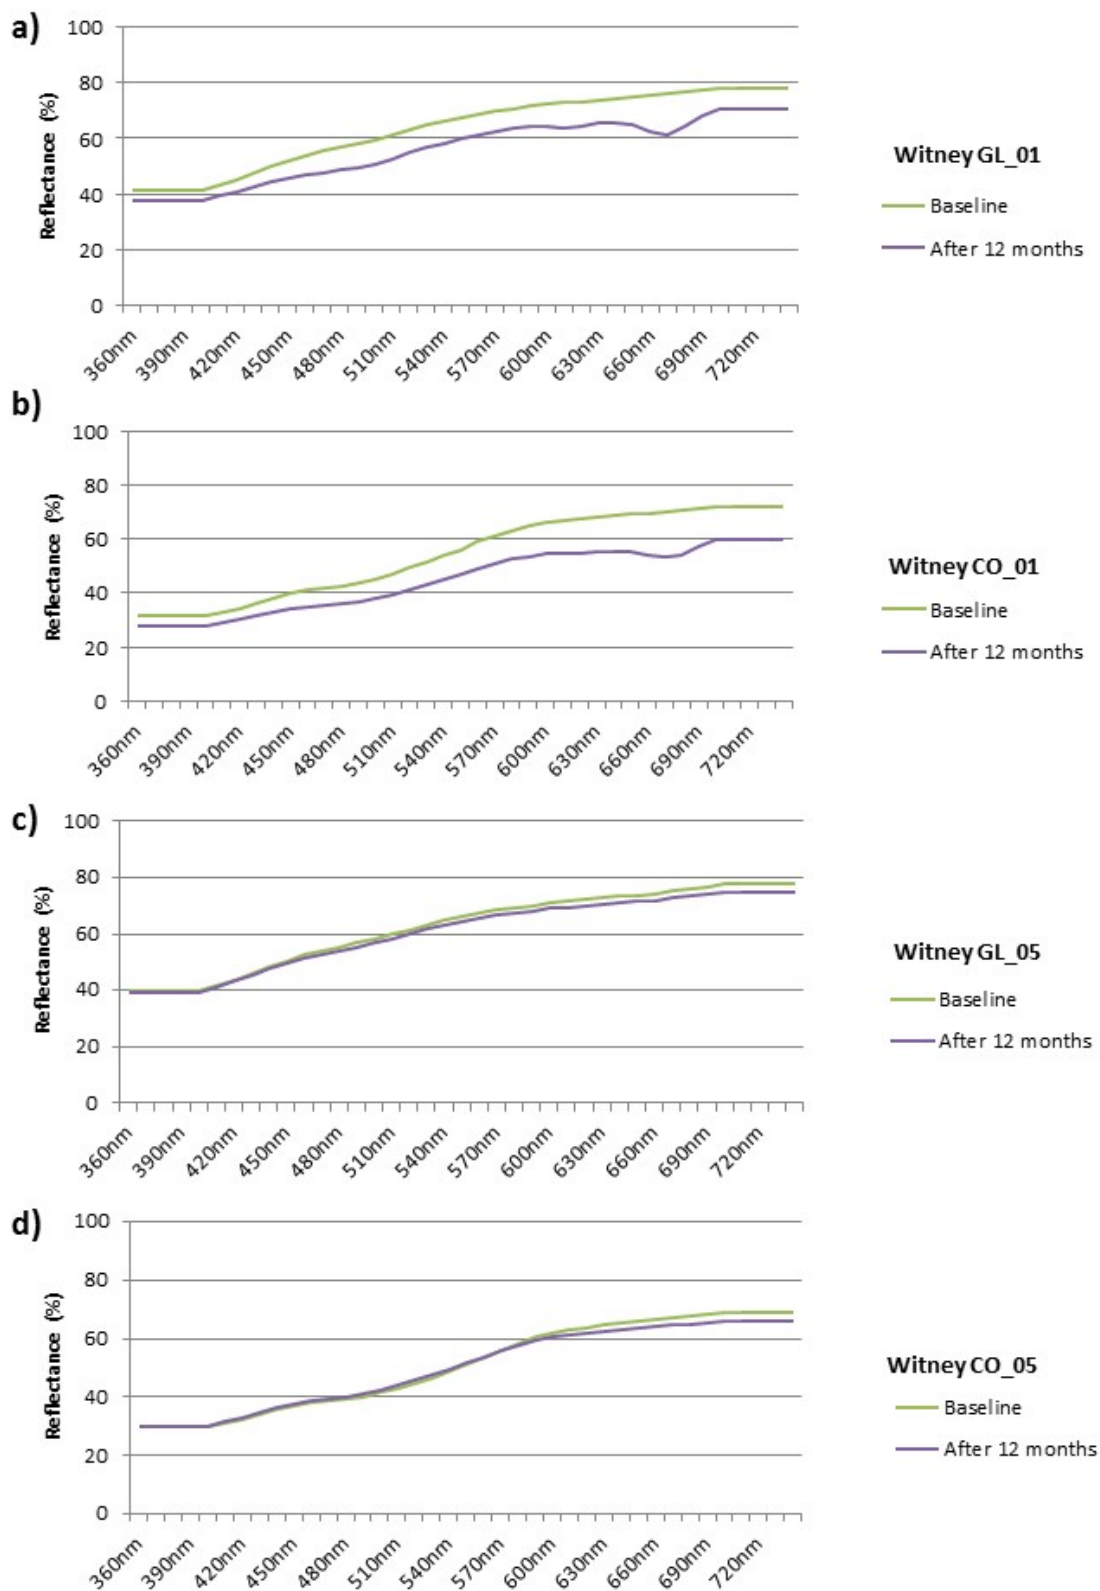 a)
100
80
60
40
20
0
Reflectance (%)
360nm 390nm 420nm 450nm 480nm 510nm 540nm 570nm 600nm 630nm 660nm 690nm 720nm
Witney GL_01
Baseline
After 12 months
b)
100
80
60
40
20
0
Reflectance (%)
360nm 390nm 420nm 450nm 480nm 510nm 540nm 570nm 600nm 630nm 660nm 690nm 720nm
Witney CO_01
Baseline
After 12 months
c)
100
80
60
40
20
0
Reflectance (%)
360nm 390nm 420nm 450nm 480nm 510nm 540nm 570nm 600nm 630nm 660nm 690nm 720nm
Witney GL_05
Baseline
After 12 months
d)
100
80
60
40
20
0
Reflectance (%)
360nm 390nm 420nm 450nm 480nm 510nm 540nm 570nm 600nm 630nm 660nm 690nm 720nm
Witney CO_05
Baseline
After 12 months